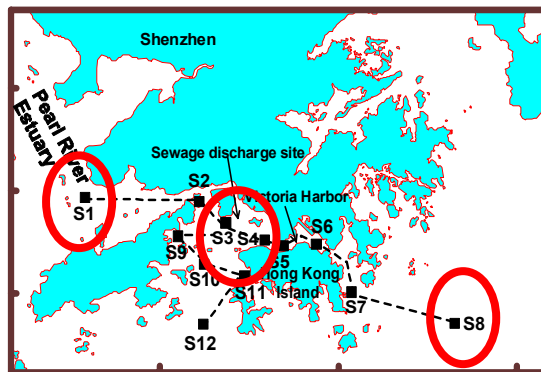 Shenzhen
Pearl River
Estuary
Sewage discharge site
S1
S2
Victoria Harbor
S3
S4
S6
S9
S5
S10
Hong Kong
S11
Island
S7
S8
S12